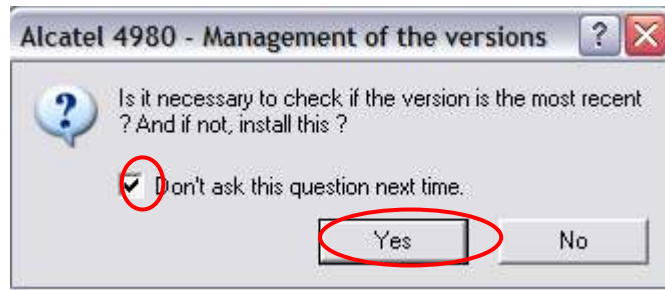 Alcatel 4980 - Management of the versions
Is it necessary to check if the version is the most recent
? And if not, install this ?
Don't ask this question next time.
Yes No